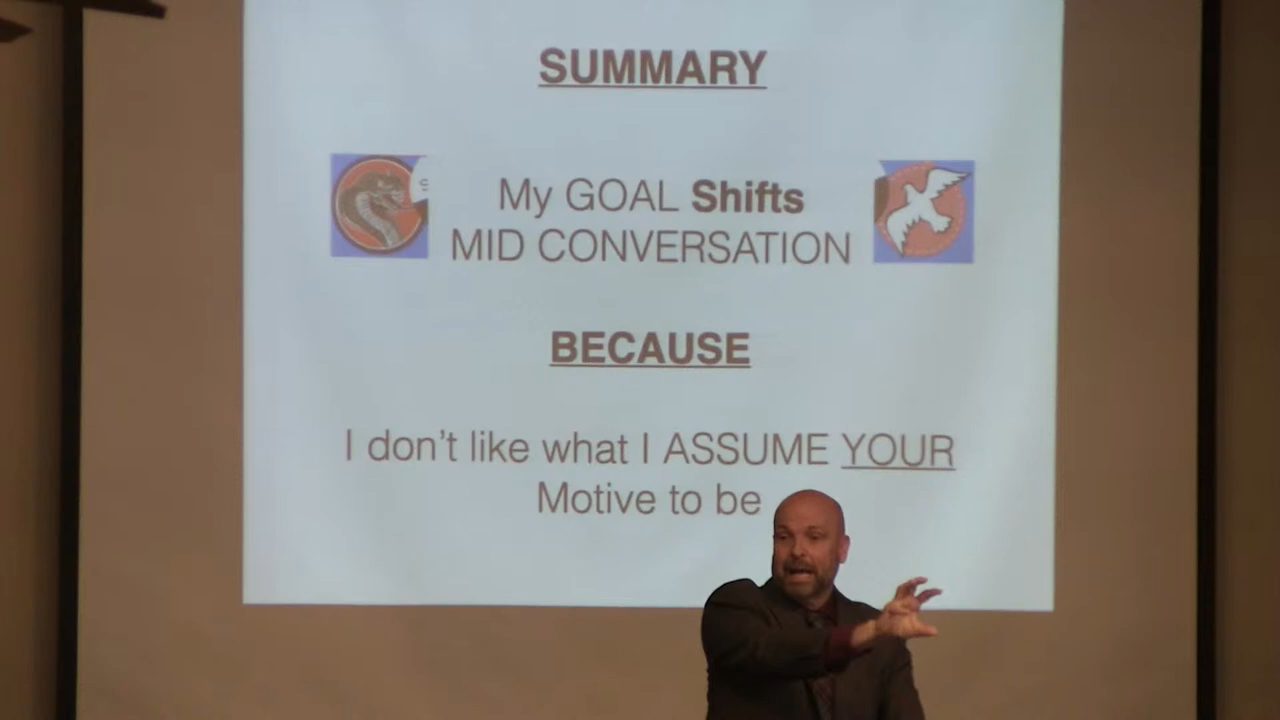 SUMMARY
My GOAL Shifts
MID CONVERSATION
BECAUSE
I don't like what I ASSUME YOUR
Motive to be